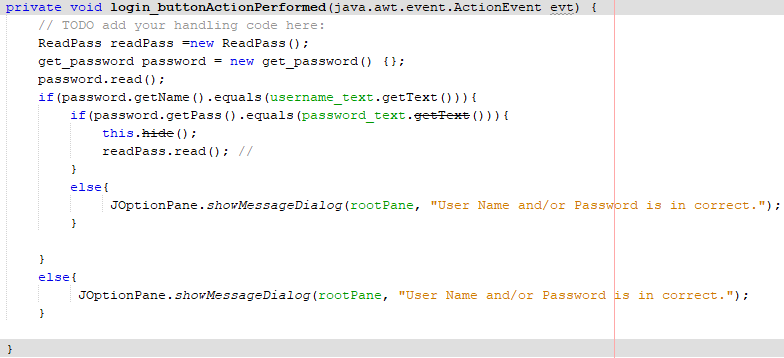 private void login_buttonActionPerformed(java.awt.event.ActionEvent evt) {
    // TODO add your handling code here:
    ReadPass readPass =new ReadPass();
    get_password password = new get_password() {};
    password.read();
    if(password.getName().equals(username_text.getText())){
        if(password.getPass().equals(password_text.getText())){
            this.hide();
            readPass.read(); //
        }
        else{
             JOptionPane.showMessageDialog(rootPane, "User Name and/or Password is in correct.");
        }
    }
    else{
         JOptionPane.showMessageDialog(rootPane, "User Name and/or Password is in correct.");
    }
}